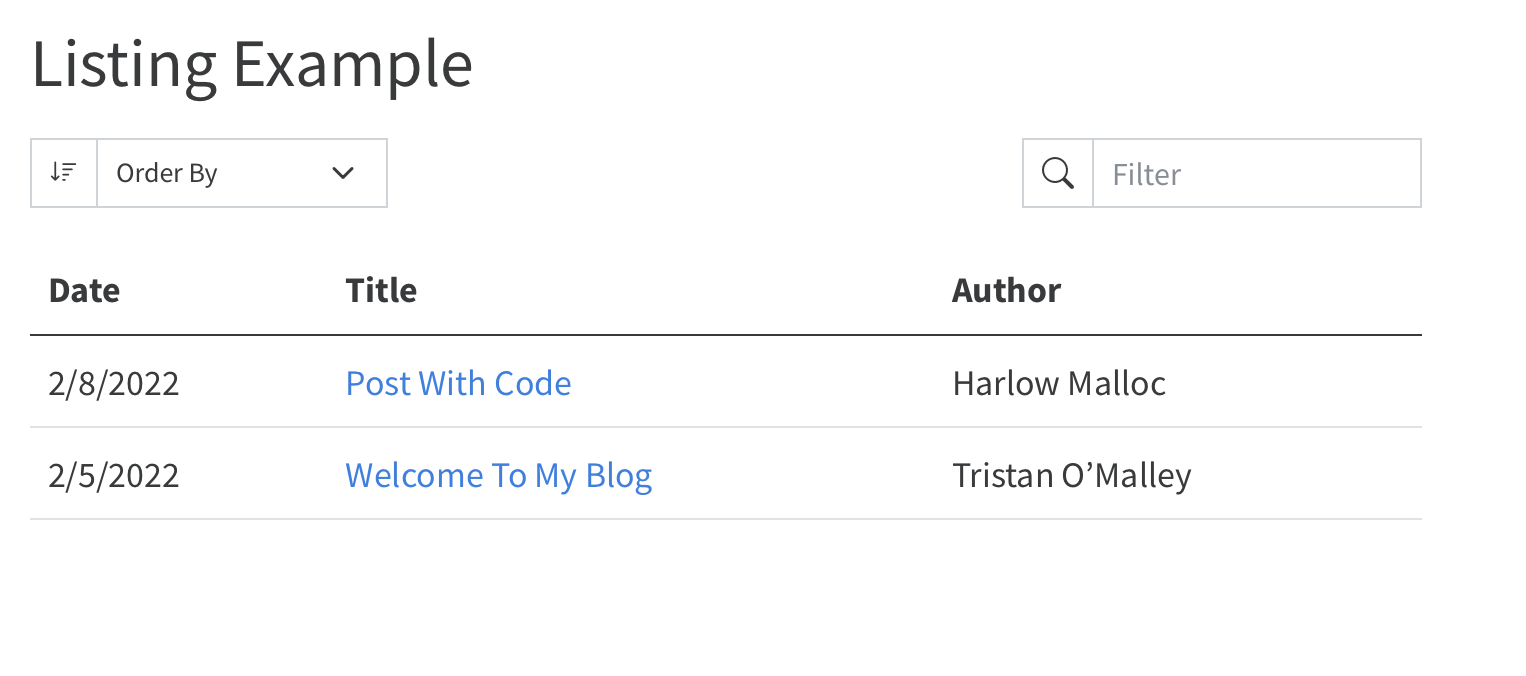 Listing Example
Order By
Filter
Date Title Author
2/8/2022 Post With Code Harlow Malloc
2/5/2022 Welcome To My Blog Tristan O’Malley